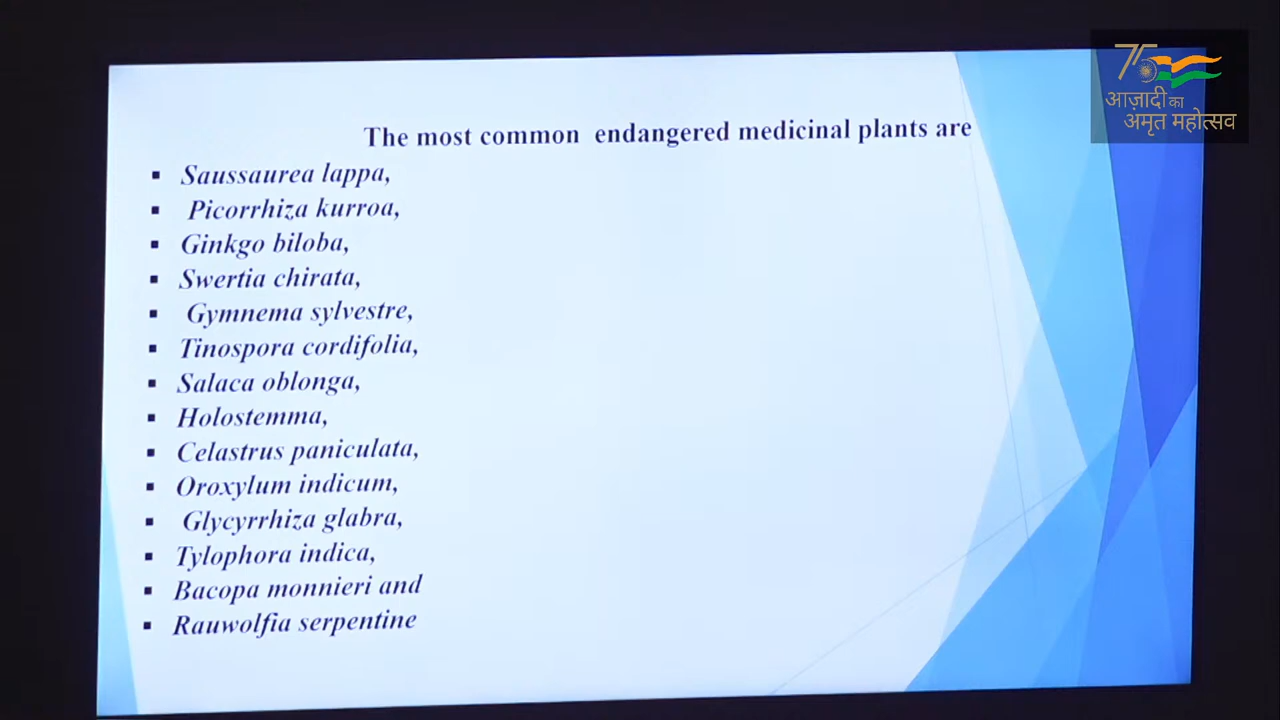 75
आज़ादी का
अमृत महोत्सव
The most common endangered medicinal plants are
▪ Saussaurea lappa,
▪ Picorrhiza kurroa,
▪ Ginkgo biloba,
▪ Swertia chirata,
▪ Gymnema sylvestre,
▪ Tinospora cordifolia,
▪ Salaca oblonga,
▪ Holostemma,
▪ Celastrus paniculata,
▪ Oroxylum indicum,
▪ Glycyrrhiza glabra,
▪ Tylophora indica,
▪ Bacopa monnieri and
▪ Rauwolfia serpentine